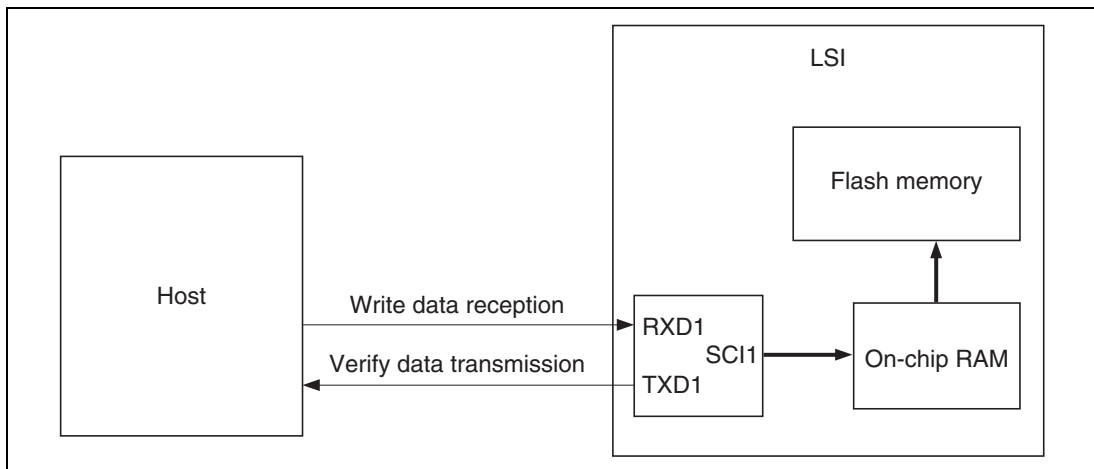 LSI
Flash memory
Host
Write data reception
RXD1
SCI1
On-chip RAM
Verify data transmission
TXD1